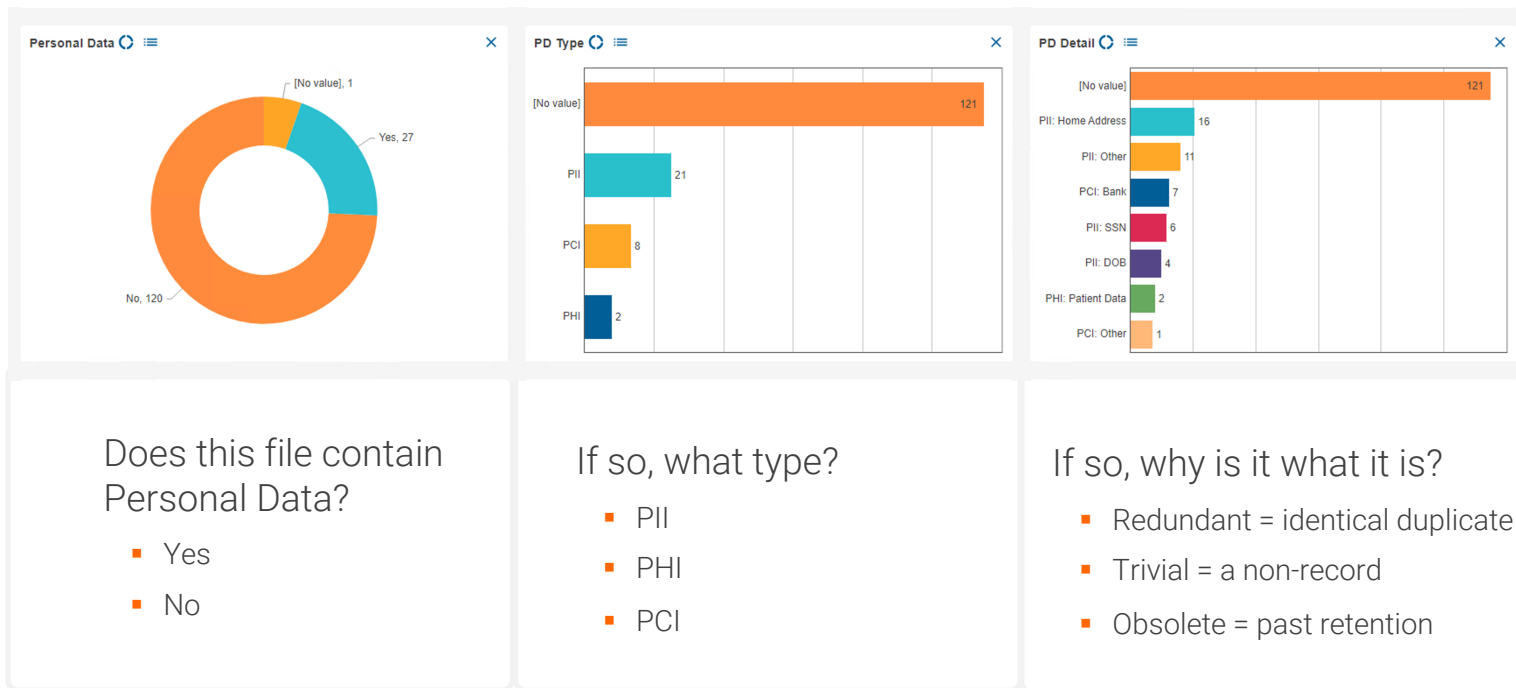 Personal Data
[No value], 1
Yes, 27
No, 120
PD Type
[No value]
121
PII
21
PCI
8
PHI
2
PD Detail
[No value]
121
PII: Home Address
16
PII: Other
11
PCI: Bank
7
PII: SSN
6
PII: DOB
4
PHI: Patient Data
2
PCI: Other
1
Does this file contain
Personal Data?
Yes
No
If so, what type?
PII
PHI
PCI
If so, why is it what it is?
Redundant = identical duplicate
Trivial = a non-record
Obsolete = past retention